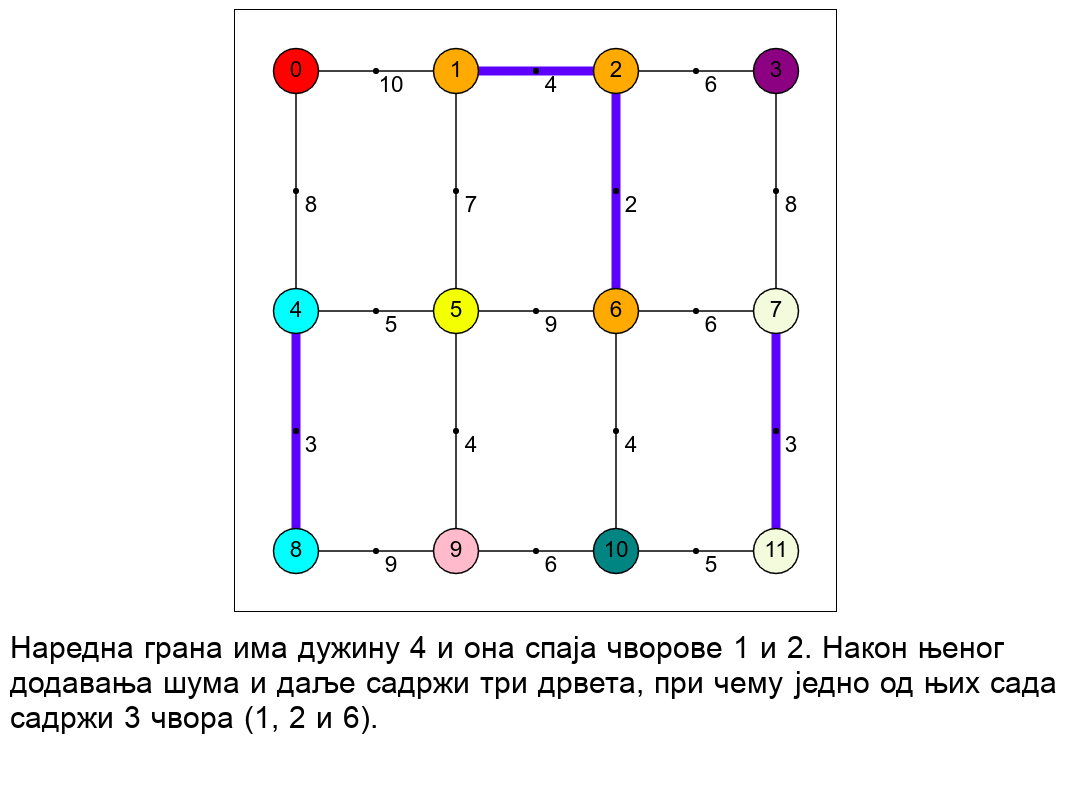 0 10 1 4 2 6 3
8 7 2 8
4 5 5 9 6 6 7
3 4 4 3
8 9 9 6 10 5 11
Наредна грана има дужину 4 и она спаја чворове 1 и 2. Након њеног
додавања шума и даље садржи три дрвета, при чему једно од њих сада
садржи 3 чвора (1, 2 и 6).